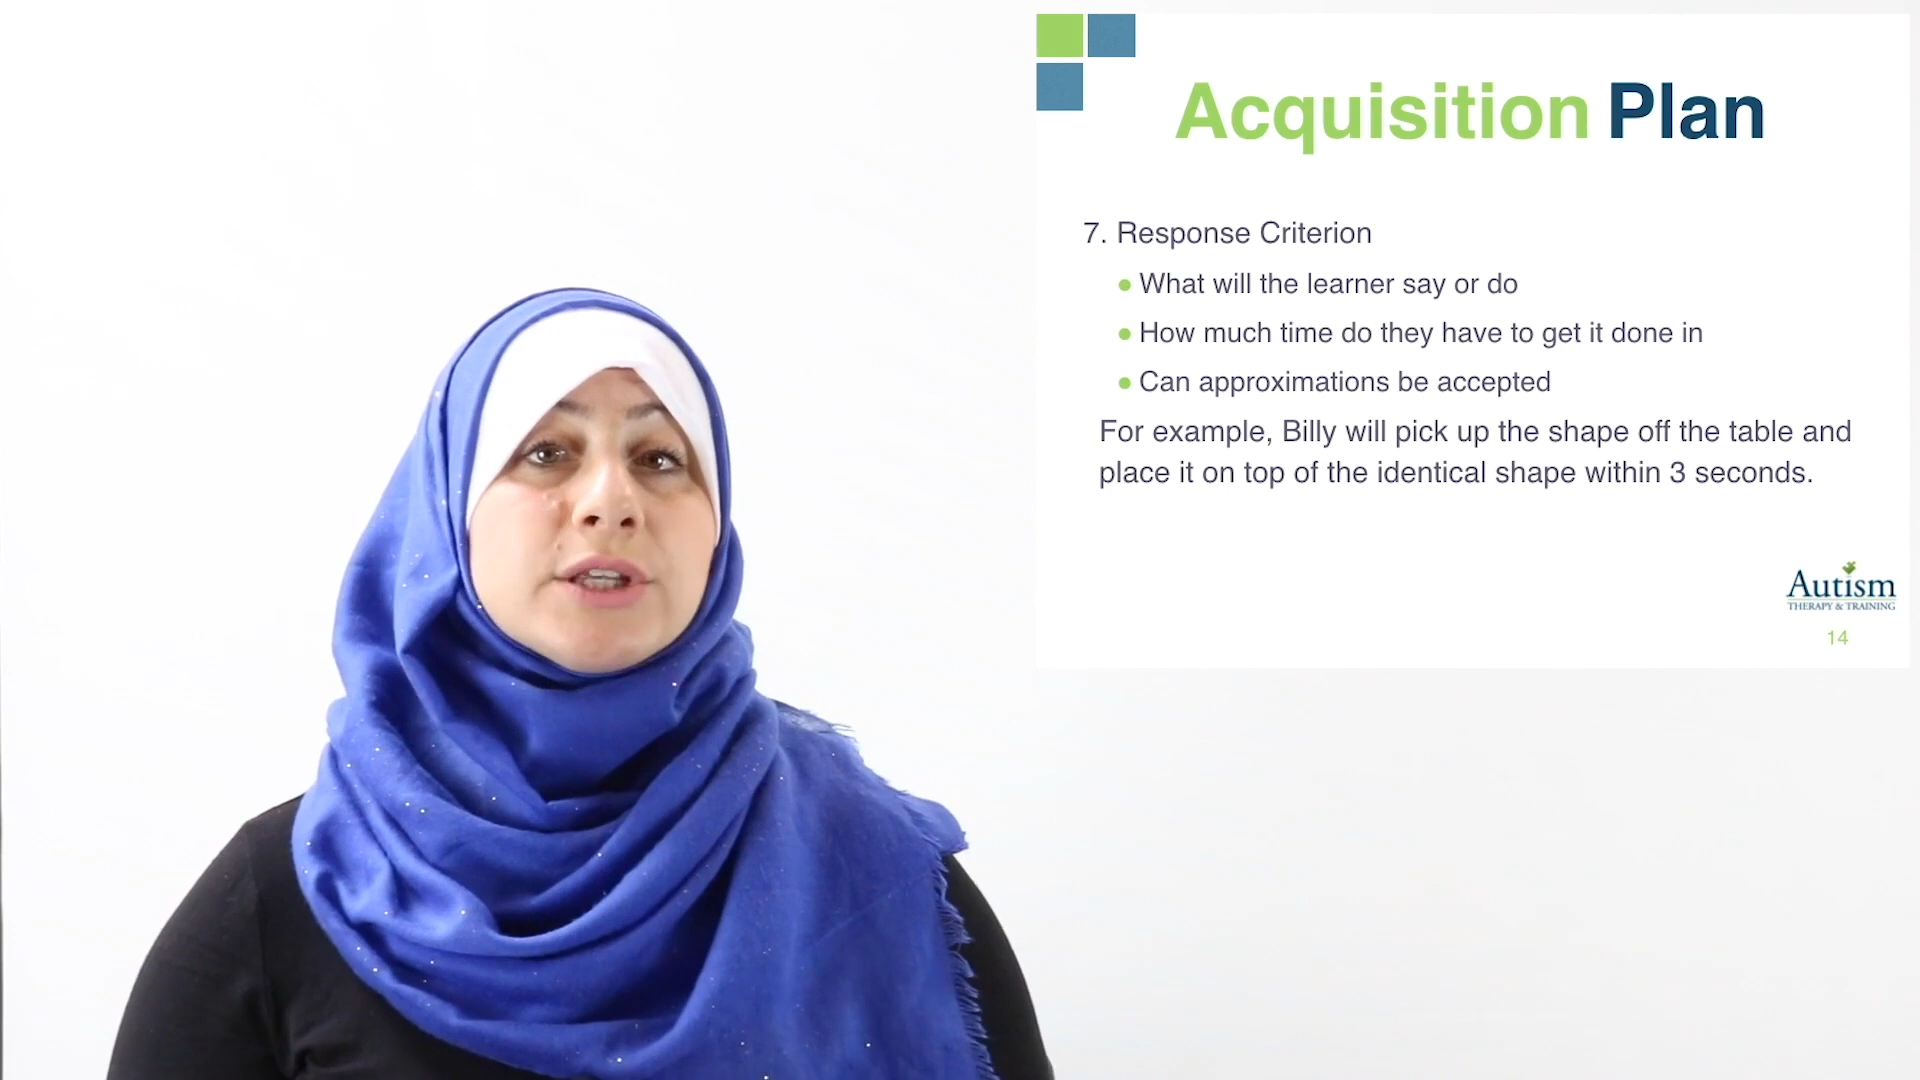 Acquisition Plan
7. Response Criterion
● What will the learner say or do
● How much time do they have to get it done in
● Can approximations be accepted
For example, Billy will pick up the shape off the table and
place it on top of the identical shape within 3 seconds.
Autism
THERAPY & TRAINING
14